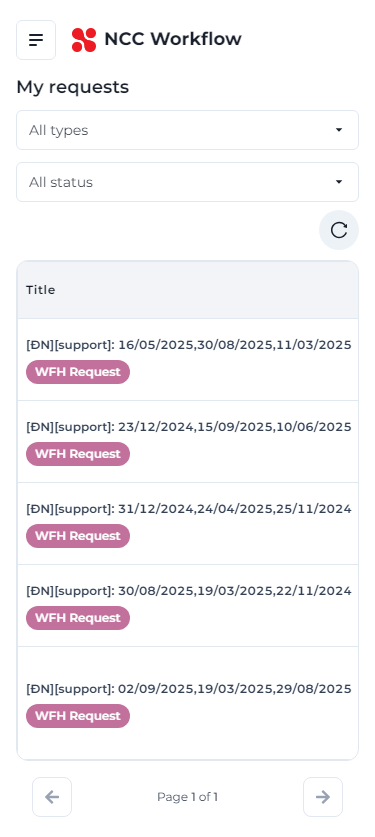 NCC Workflow
My requests
All types
All status
Title
[ĐN][support]: 16/05/2025,30/08/2025,11/03/2025
WFH Request
[ĐN][support]: 23/12/2024,15/09/2025,10/06/2025
WFH Request
[ĐN][support]: 31/12/2024,24/04/2025,25/11/2024
WFH Request
[ĐN][support]: 30/08/2025,19/03/2025,22/11/2024
WFH Request
[ĐN][support]: 02/09/2025,19/03/2025,29/08/2025
WFH Request
Page 1 of 1